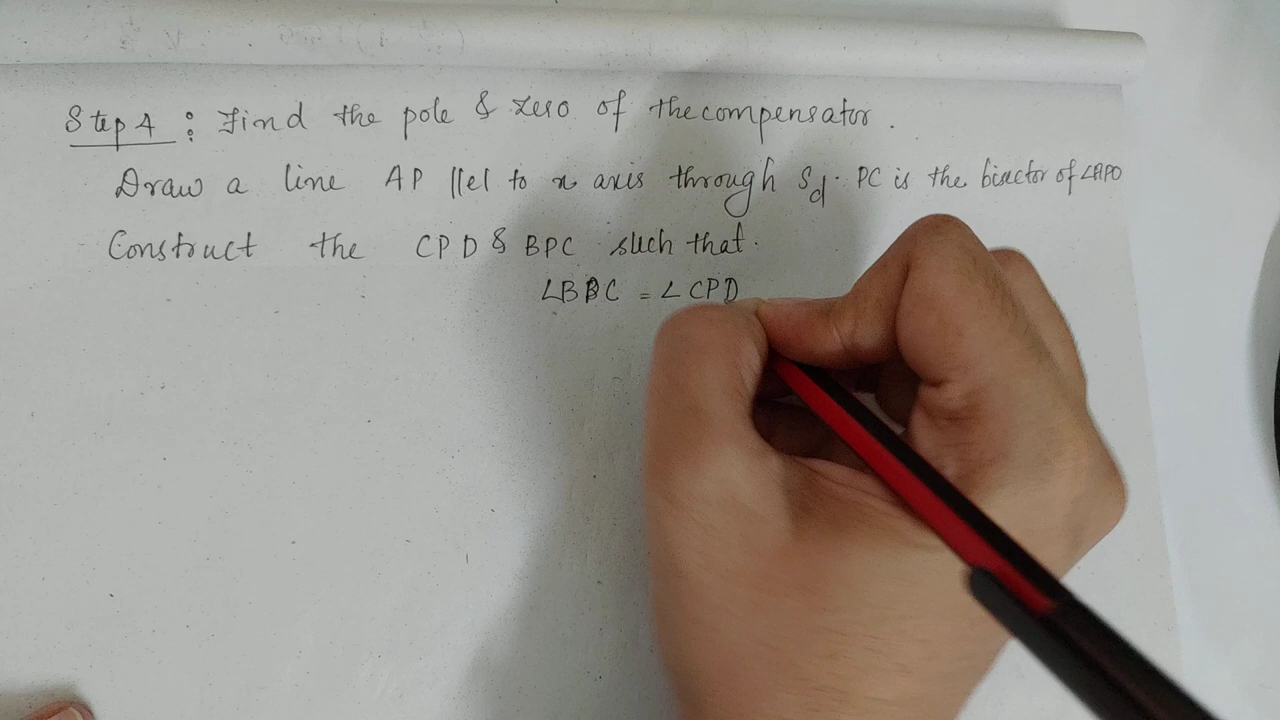 Step 4 : Find the pole & zero of the compensator.
Draw a line AP llel to x axis through Sd. PC is the bisector of ∠APO
Construct the CPD & BPC such that.
∠BPC = ∠CPD